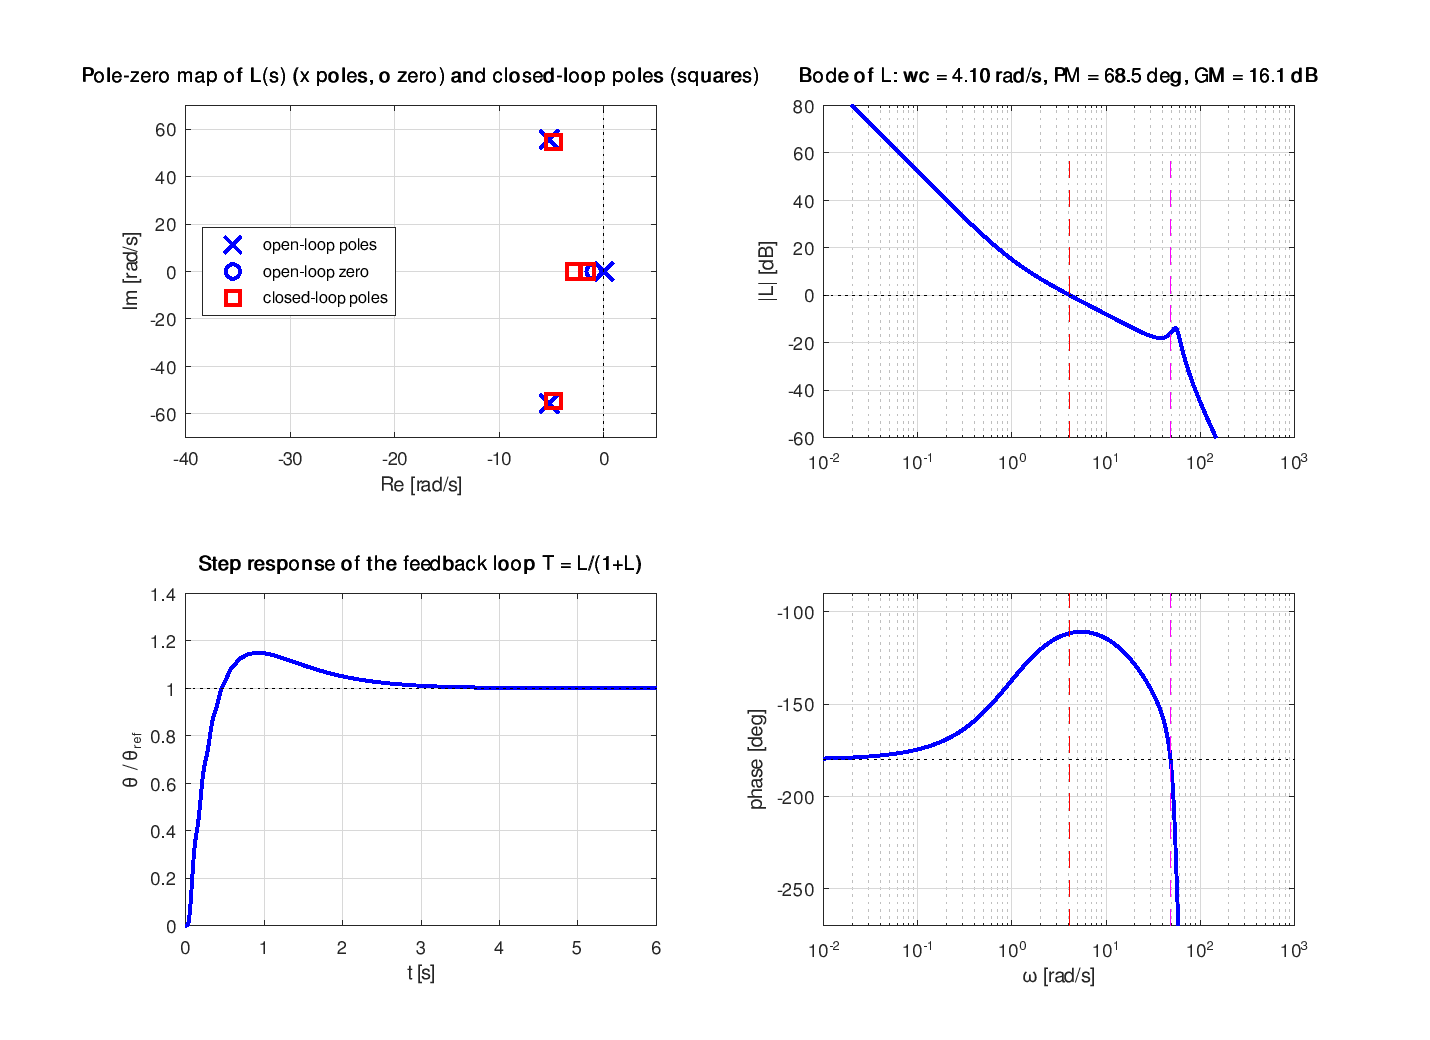 Pole-zero map of L(s) (x poles, o zero) and closed-loop poles (squares)
60
40
20
0
-20
-40
-60
Im [rad/s]
open-loop poles
open-loop zero
closed-loop poles
-40 -30 -20 -10 0
Re [rad/s]
Bode of L: wc = 4.10 rad/s, PM = 68.5 deg, GM = 16.1 dB
80
60
40
20
0
-20
-40
-60
|L| [dB]
10^-2 10^-1 10^0 10^1 10^2 10^3
Step response of the feedback loop T = L/(1+L)
1.4
1.2
1
0.8
0.6
0.4
0.2
0
θ / θ_ref
0 1 2 3 4 5 6
t [s]
-100
-150
-200
-250
phase [deg]
10^-2 10^-1 10^0 10^1 10^2 10^3
ω [rad/s]